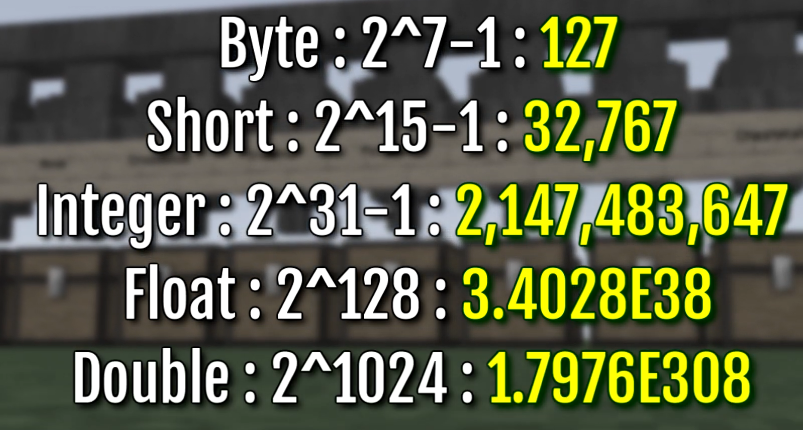 Byte : 2^7-1 : 127
Short : 2^15-1 : 32,767
Integer : 2^31-1 : 2,147,483,647
Float : 2^128 : 3.4028E38
Double : 2^1024 : 1.7976E308